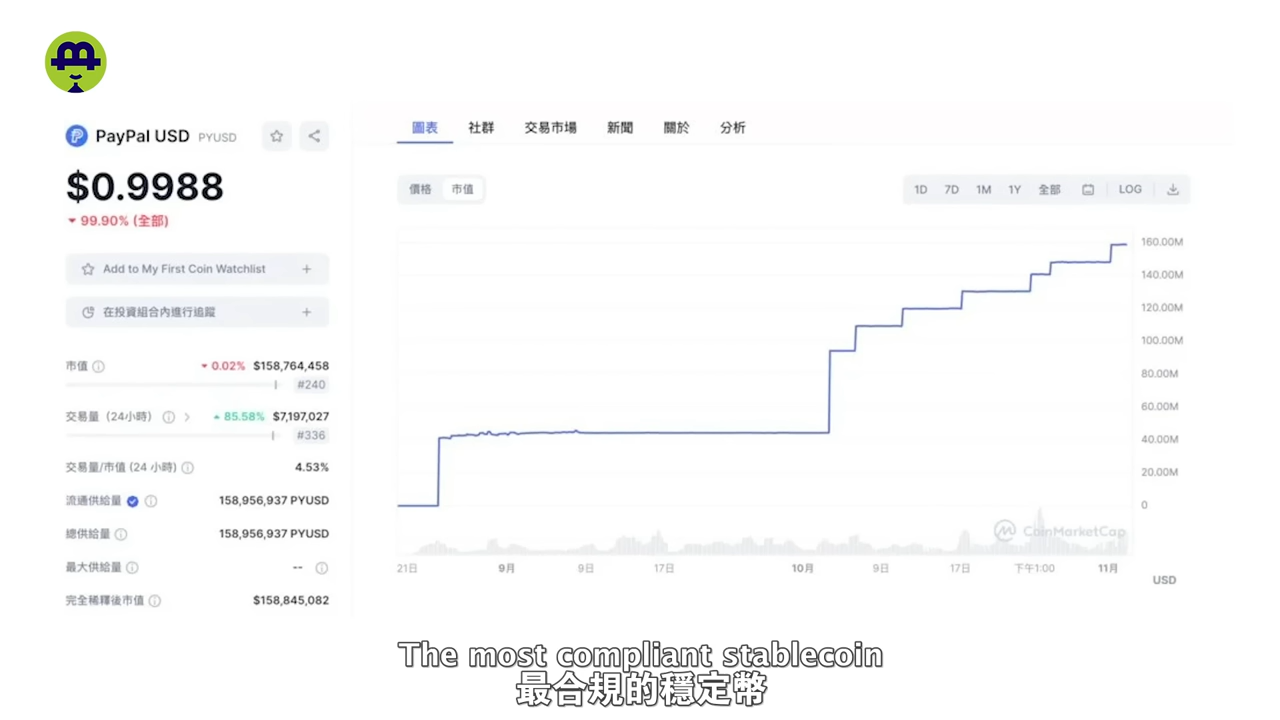 PayPal USD PYUSD
$0.9988
99.90% (全部)
Add to My First Coin Watchlist +
在投資組合內進行追蹤 +
市值 0.02% $158,764,458
#240
交易量（24小時） 85.58% $7,197,027
#336
交易量/市值 (24 小時) 4.53%
流通供給量 158,956,937 PYUSD
總供給量 158,956,937 PYUSD
最大供給量 --
完全稀釋後市值 $158,845,082
圖表 社群 交易市場 新聞 關於 分析
價格 市值
1D 7D 1M 1Y 全部 LOG
160.00M
140.00M
120.00M
100.00M
80.00M
60.00M
40.00M
20.00M
0
CoinMarketCap
21日 9月 9日 17日 10月 9日 17日 下午1:00 11月
USD
The most compliant stablecoin
最合規的穩定幣